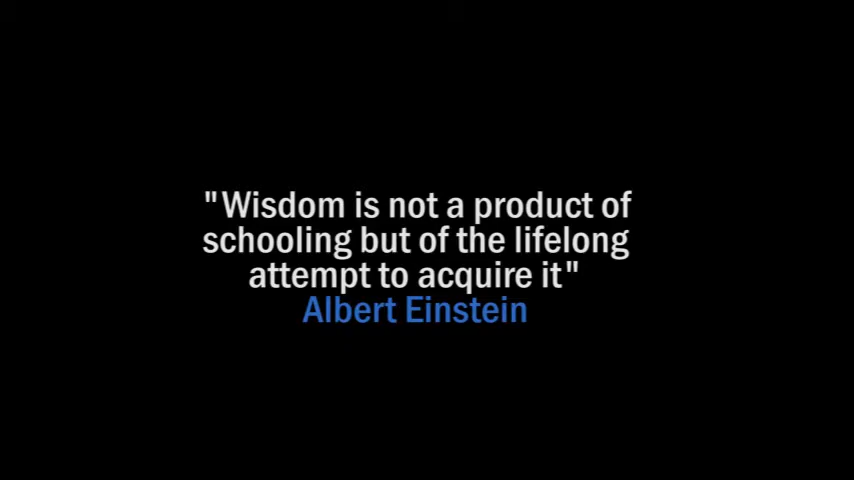 "Wisdom is not a product of
schooling but of the lifelong
attempt to acquire it"
Albert Einstein